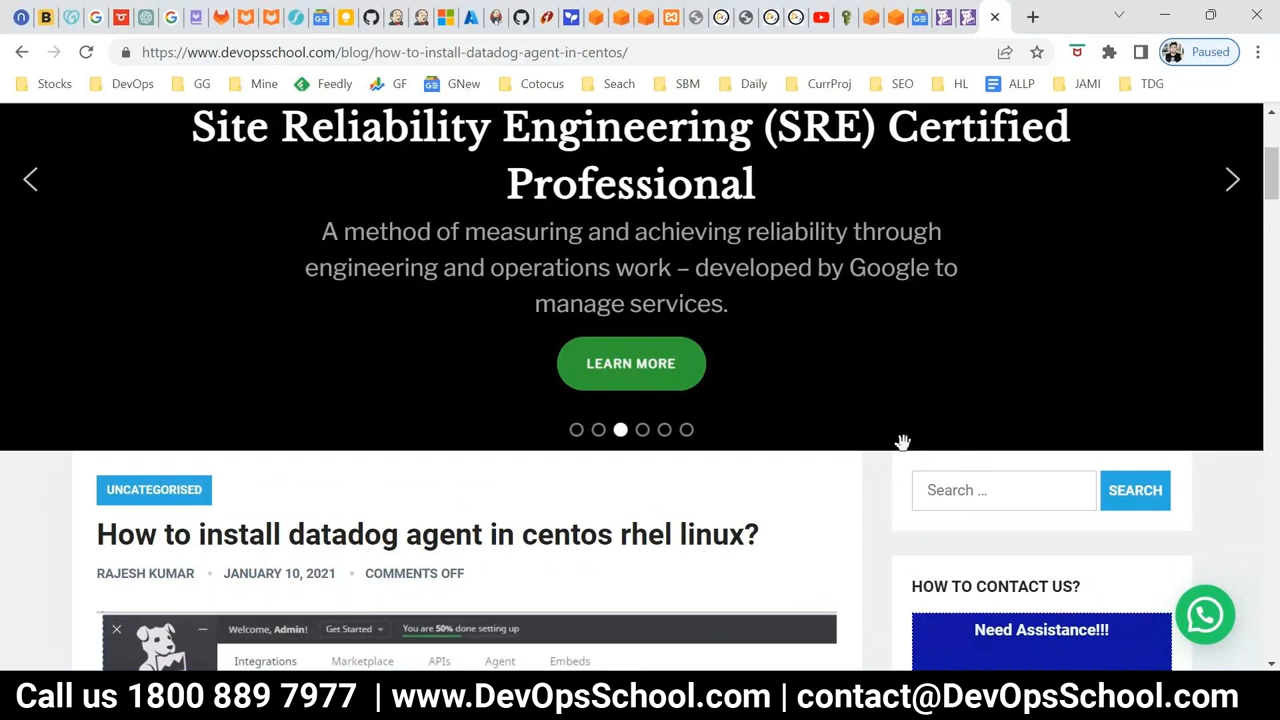 https://www.devopsschool.com/blog/how-to-install-datadog-agent-in-centos/
Paused
Stocks DevOps GG Mine Feedly GF GNew Cotocus Seach SBM Daily CurrProj SEO HL ALLP JAMI TDG
Site Reliability Engineering (SRE) Certified
Professional
A method of measuring and achieving reliability through
engineering and operations work – developed by Google to
manage services.
LEARN MORE
UNCATEGORISED
Search …
SEARCH
How to install datadog agent in centos rhel linux?
RAJESH KUMAR • JANUARY 10, 2021 • COMMENTS OFF
HOW TO CONTACT US?
Welcome, Admin! Get Started You are 50% done setting up
Need Assistance!!!
Integrations Marketplace APIs Agent Embeds
Call us 1800 889 7977 | www.DevOpsSchool.com | contact@DevOpsSchool.com